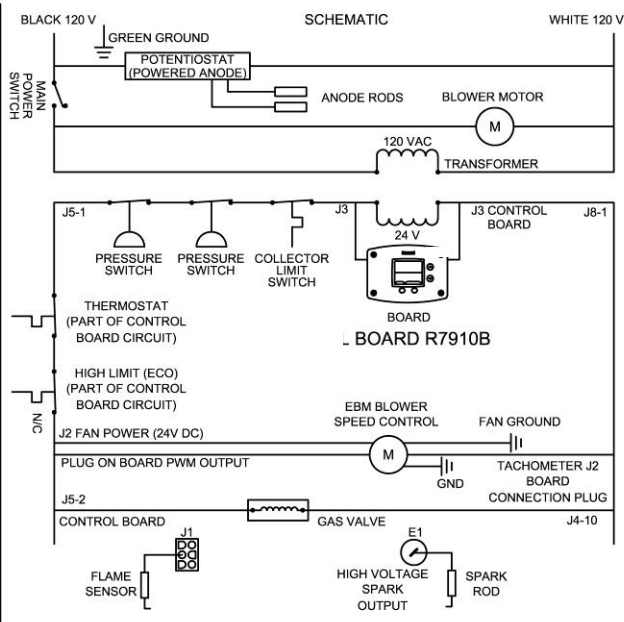 SCHEMATIC
BLACK 120 V
WHITE 120 V
GREEN GROUND
POTENTIOSTAT
(POWERED ANODE)
MAIN
POWER
SWITCH
ANODE RODS
BLOWER MOTOR
M
120 VAC
TRANSFORMER
J5-1
J3
J3 CONTROL
BOARD
J8-1
24 V
PRESSURE
SWITCH
PRESSURE
SWITCH
COLLECTOR
LIMIT
SWITCH
BOARD
BOARD R7910B
THERMOSTAT
(PART OF CONTROL
BOARD CIRCUIT)
HIGH LIMIT (ECO)
(PART OF CONTROL
BOARD CIRCUIT)
N/C
EBM BLOWER
SPEED CONTROL
FAN GROUND
J2 FAN POWER (24V DC)
M
PLUG ON BOARD PWM OUTPUT
GND
TACHOMETER J2
BOARD
CONNECTION PLUG
J5-2
CONTROL BOARD
GAS VALVE
J4-10
J1
E1
FLAME
SENSOR
HIGH VOLTAGE
SPARK
OUTPUT
SPARK
ROD